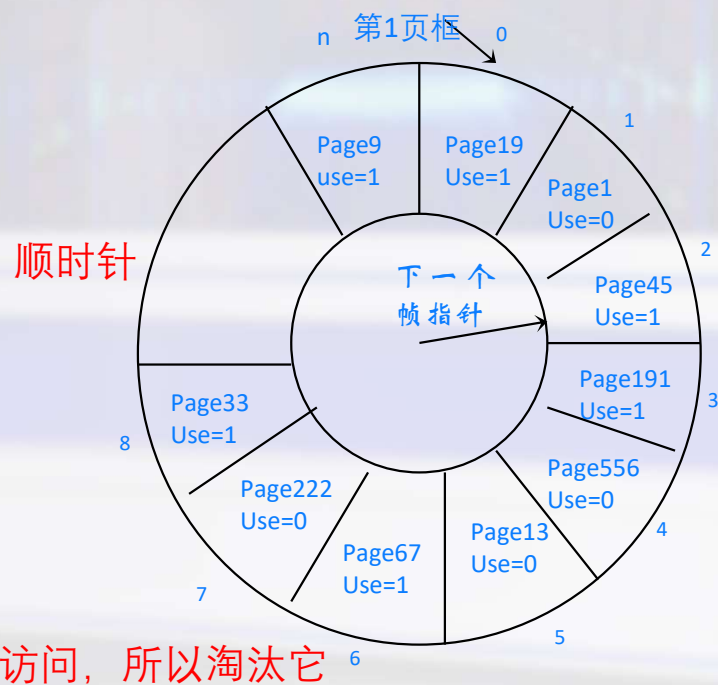 n
第1页框
0
Page9
use=1
Page19
Use=1
1
Page1
Use=0
2
顺时针
下一个
帧指针
Page45
Use=1
Page191
Use=1
3
Page33
Use=1
8
Page556
Use=0
4
Page222
Use=0
7
Page67
Use=1
Page13
Use=0
5
6
访问，所以淘汰它